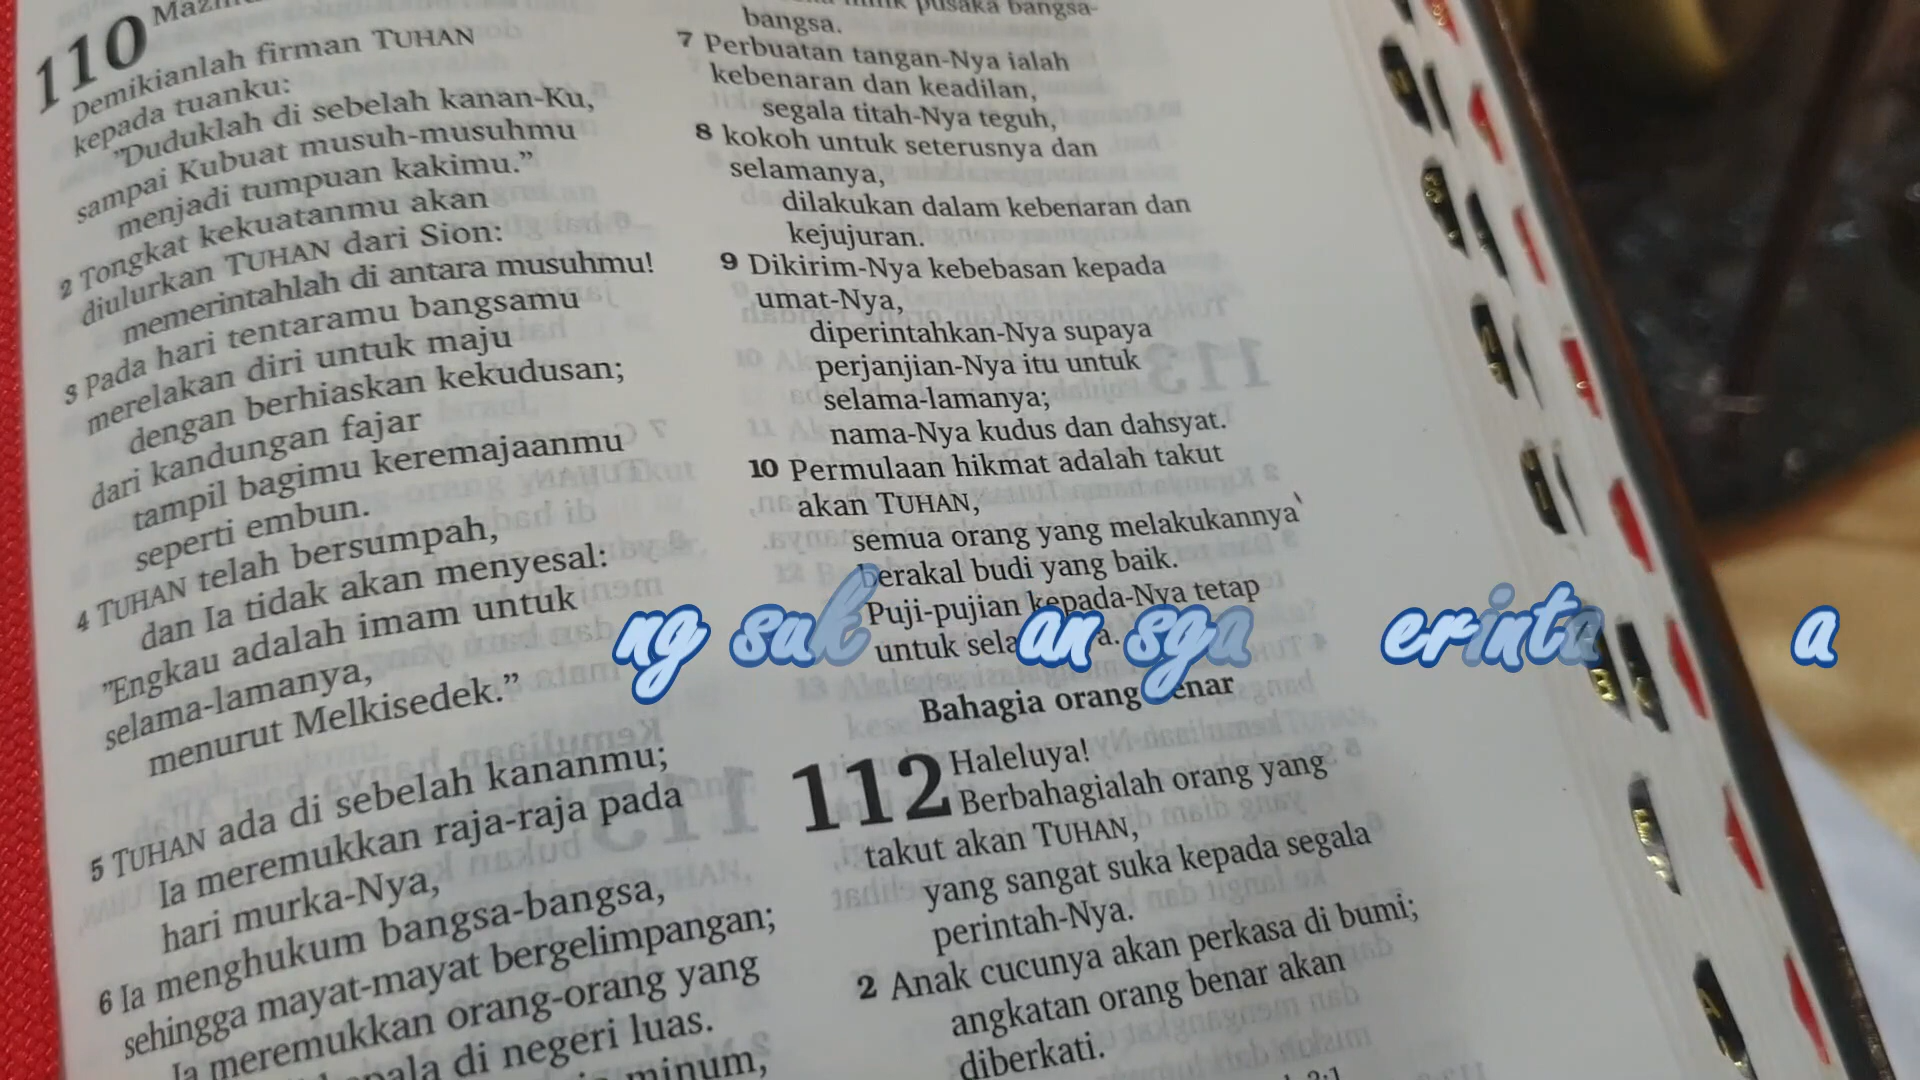 110
Demikianlah firman TUHAN
kepada tuanku:
"Duduklah di sebelah kanan-Ku,
sampai Kubuat musuh-musuhmu
menjadi tumpuan kakimu."
2 Tongkat kekuatanmu akan
diulurkan TUHAN dari Sion:
memerintahlah di antara musuhmu!
3 Pada hari tentaramu bangsamu
merelakan diri untuk maju
dengan berhiaskan kekudusan;
dari kandungan fajar
tampil bagimu keremajaanmu
seperti embun.
4 TUHAN telah bersumpah,
dan Ia tidak akan menyesal:
"Engkau adalah imam untuk
selama-lamanya,
menurut Melkisedek."
5 TUHAN ada di sebelah kananmu;
Ia meremukkan raja-raja pada
hari murka-Nya,
6 Ia menghukum bangsa-bangsa,
sehingga mayat-mayat bergelimpangan;
Ia meremukkan orang-orang yang
di negeri luas.
minum,
pusaka bangsa-
bangsa.
7 Perbuatan tangan-Nya ialah
kebenaran dan keadilan,
segala titah-Nya teguh,
8 kokoh untuk seterusnya dan
selamanya,
dilakukan dalam kebenaran dan
kejujuran.
9 Dikirim-Nya kebebasan kepada
umat-Nya,
diperintahkan-Nya supaya
perjanjian-Nya itu untuk
selama-lamanya;
nama-Nya kudus dan dahsyat.
10 Permulaan hikmat adalah takut
akan TUHAN,
semua orang yang melakukannya
berakal budi yang baik.
Puji-pujian kepada-Nya tetap
untuk
Bahagia orang benar
112 Haleluya!
Berbahagialah orang yang
takut akan TUHAN,
yang sangat suka kepada segala
perintah-Nya.
2 Anak cucunya akan perkasa di bumi;
angkatan orang benar akan
diberkati.
ng suk an sga erinta a